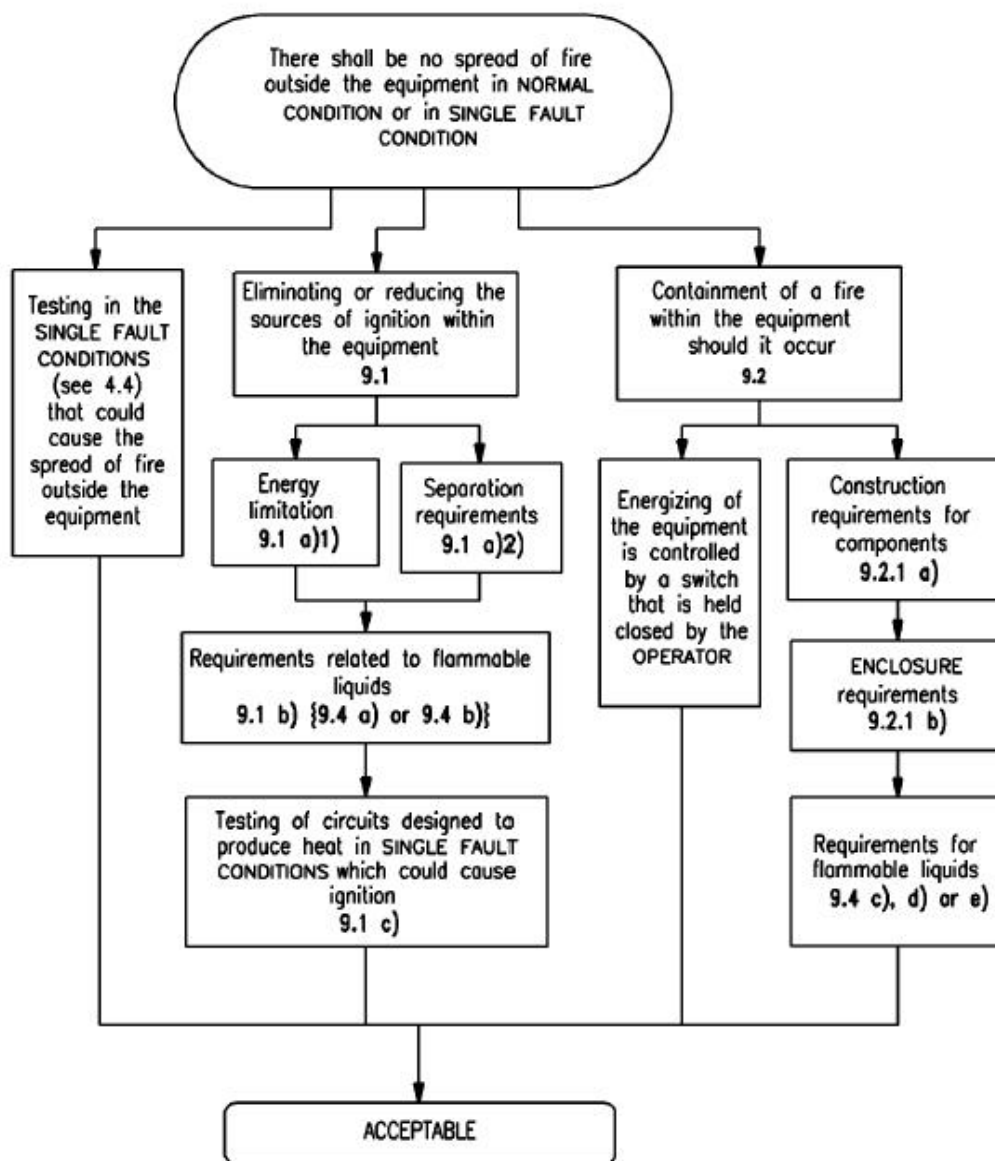 There shall be no spread of fire
outside the equipment in NORMAL
CONDITION or in SINGLE FAULT
CONDITION
Testing in the
SINGLE FAULT
CONDITIONS
(see 4.4)
that could
cause the
spread of fire
outside the
equipment
Eliminating or reducing the
sources of ignition within
the equipment
9.1
Containment of a fire
within the equipment
should it occur
9.2
Energy
limitation
9.1 a)1)
Separation
requirements
9.1 a)2)
Energizing of
the equipment
is controlled
by a switch
that is held
closed by the
OPERATOR
Construction
requirements for
components
9.2.1 a)
Requirements related to flammable
liquids
9.1 b) {9.4 a) or 9.4 b)}
ENCLOSURE
requirements
9.2.1 b)
Testing of circuits designed to
produce heat in SINGLE FAULT
CONDITIONS which could cause
ignition
9.1 c)
Requirements for
flammable liquids
9.4 c), d) or e)
ACCEPTABLE